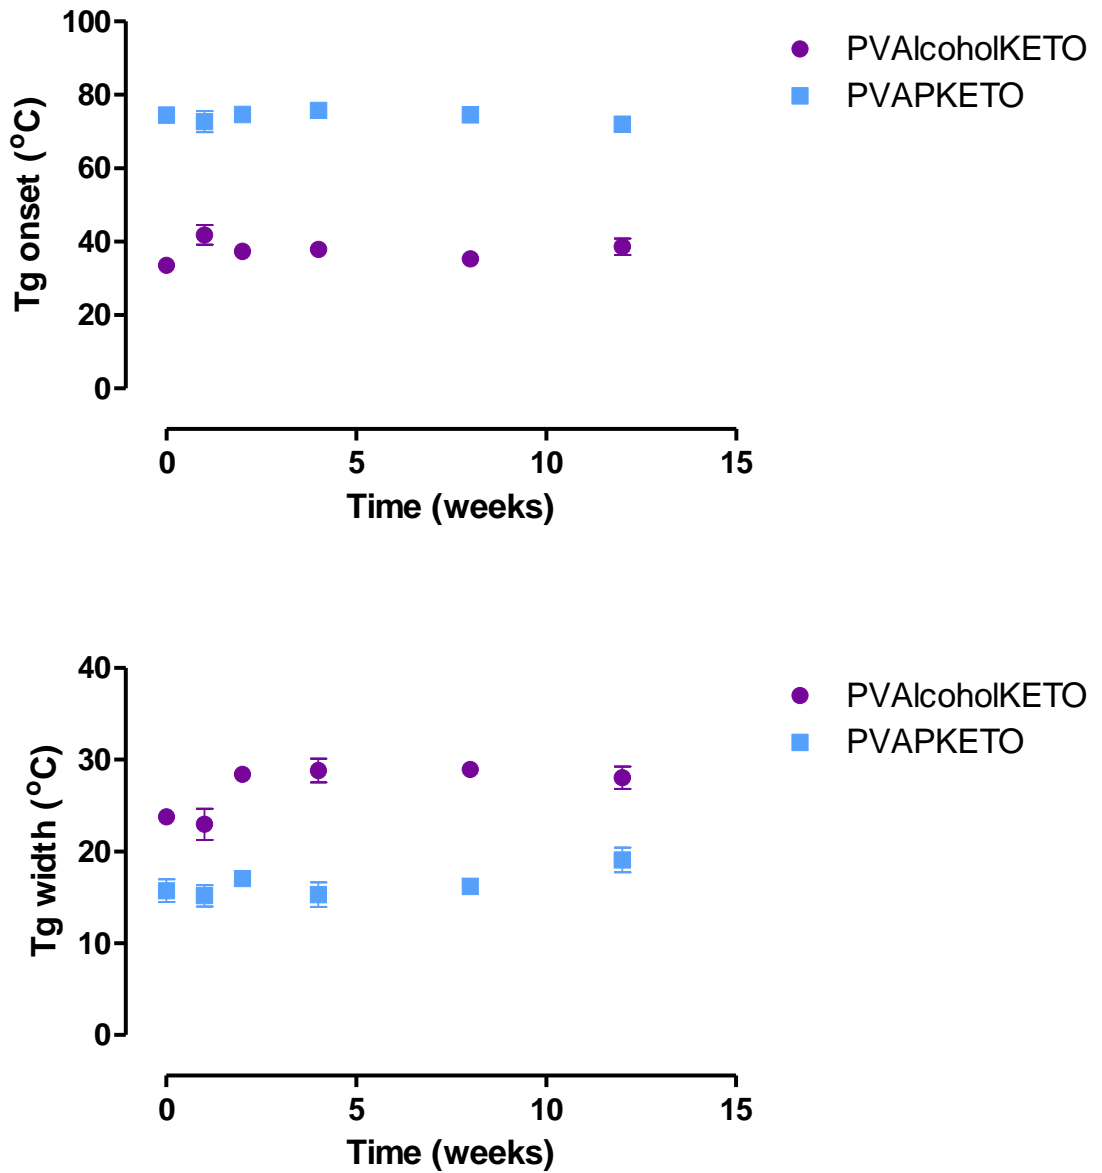 100
80
60
40
20
0
Tg onset (°C)
0 5 10 15
Time (weeks)
PVAlcoholKETO
PVAPKETO
40
30
20
10
0
Tg width (°C)
0 5 10 15
Time (weeks)
PVAlcoholKETO
PVAPKETO